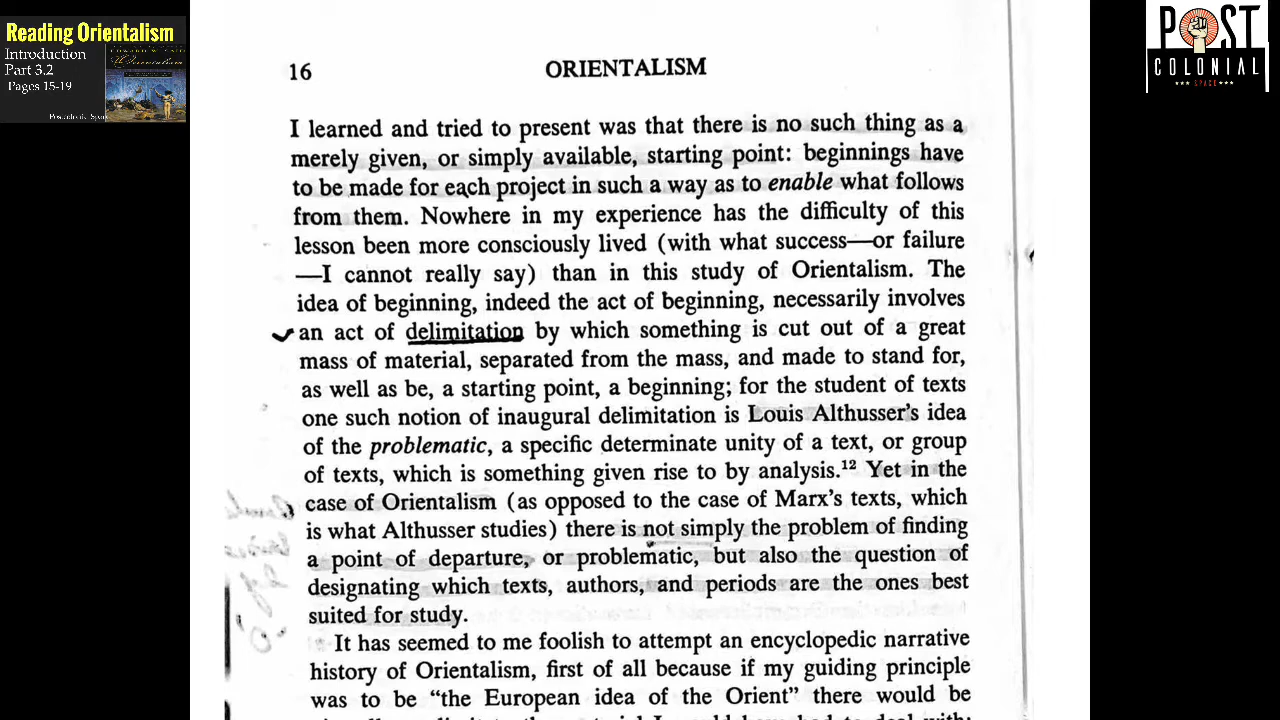 Reading Orientalism
Introduction
Part 3.2
Pages 15-19
Orientalism
POST
COLONIAL
SPACE
16 ORIENTALISM
I learned and tried to present was that there is no such thing as a
merely given, or simply available, starting point: beginnings have
to be made for each project in such a way as to enable what follows
from them. Nowhere in my experience has the difficulty of this
lesson been more consciously lived (with what success—or failure
—I cannot really say) than in this study of Orientalism. The
idea of beginning, indeed the act of beginning, necessarily involves
an act of delimitation by which something is cut out of a great
mass of material, separated from the mass, and made to stand for,
as well as be, a starting point, a beginning; for the student of texts
one such notion of inaugural delimitation is Louis Althusser's idea
of the problematic, a specific determinate unity of a text, or group
of texts, which is something given rise to by analysis.¹² Yet in the
case of Orientalism (as opposed to the case of Marx's texts, which
is what Althusser studies) there is not simply the problem of finding
a point of departure, or problematic, but also the question of
designating which texts, authors, and periods are the ones best
suited for study.
It has seemed to me foolish to attempt an encyclopedic narrative
history of Orientalism, first of all because if my guiding principle
was to be "the European idea of the Orient" there would be